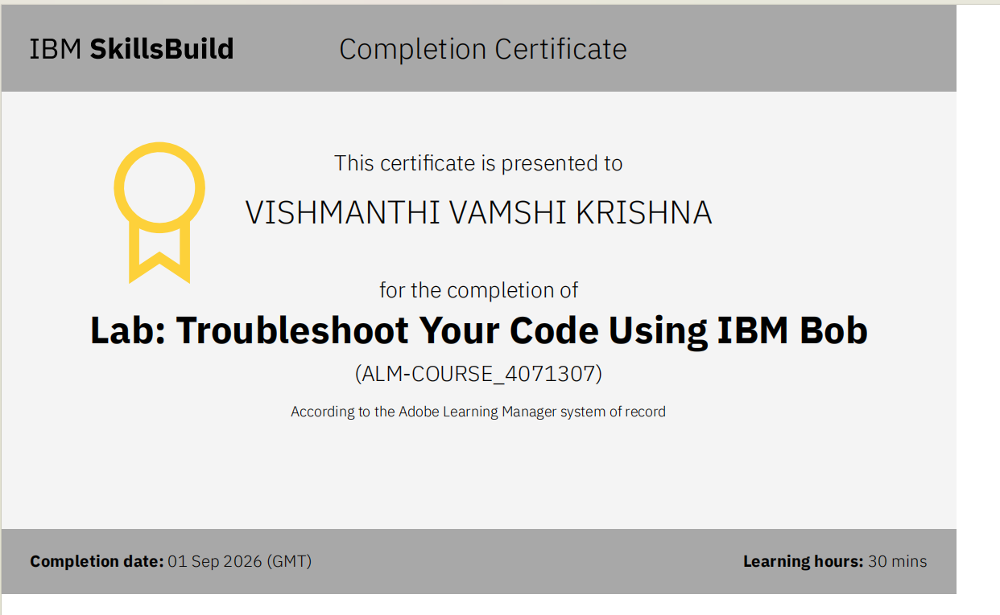 IBM SkillsBuild
Completion Certificate
This certificate is presented to
VISHMANTHI VAMSHI KRISHNA
for the completion of
Lab: Troubleshoot Your Code Using IBM Bob
(ALM-COURSE_4071307)
According to the Adobe Learning Manager system of record
Completion date: 01 Sep 2026 (GMT)
Learning hours: 30 mins